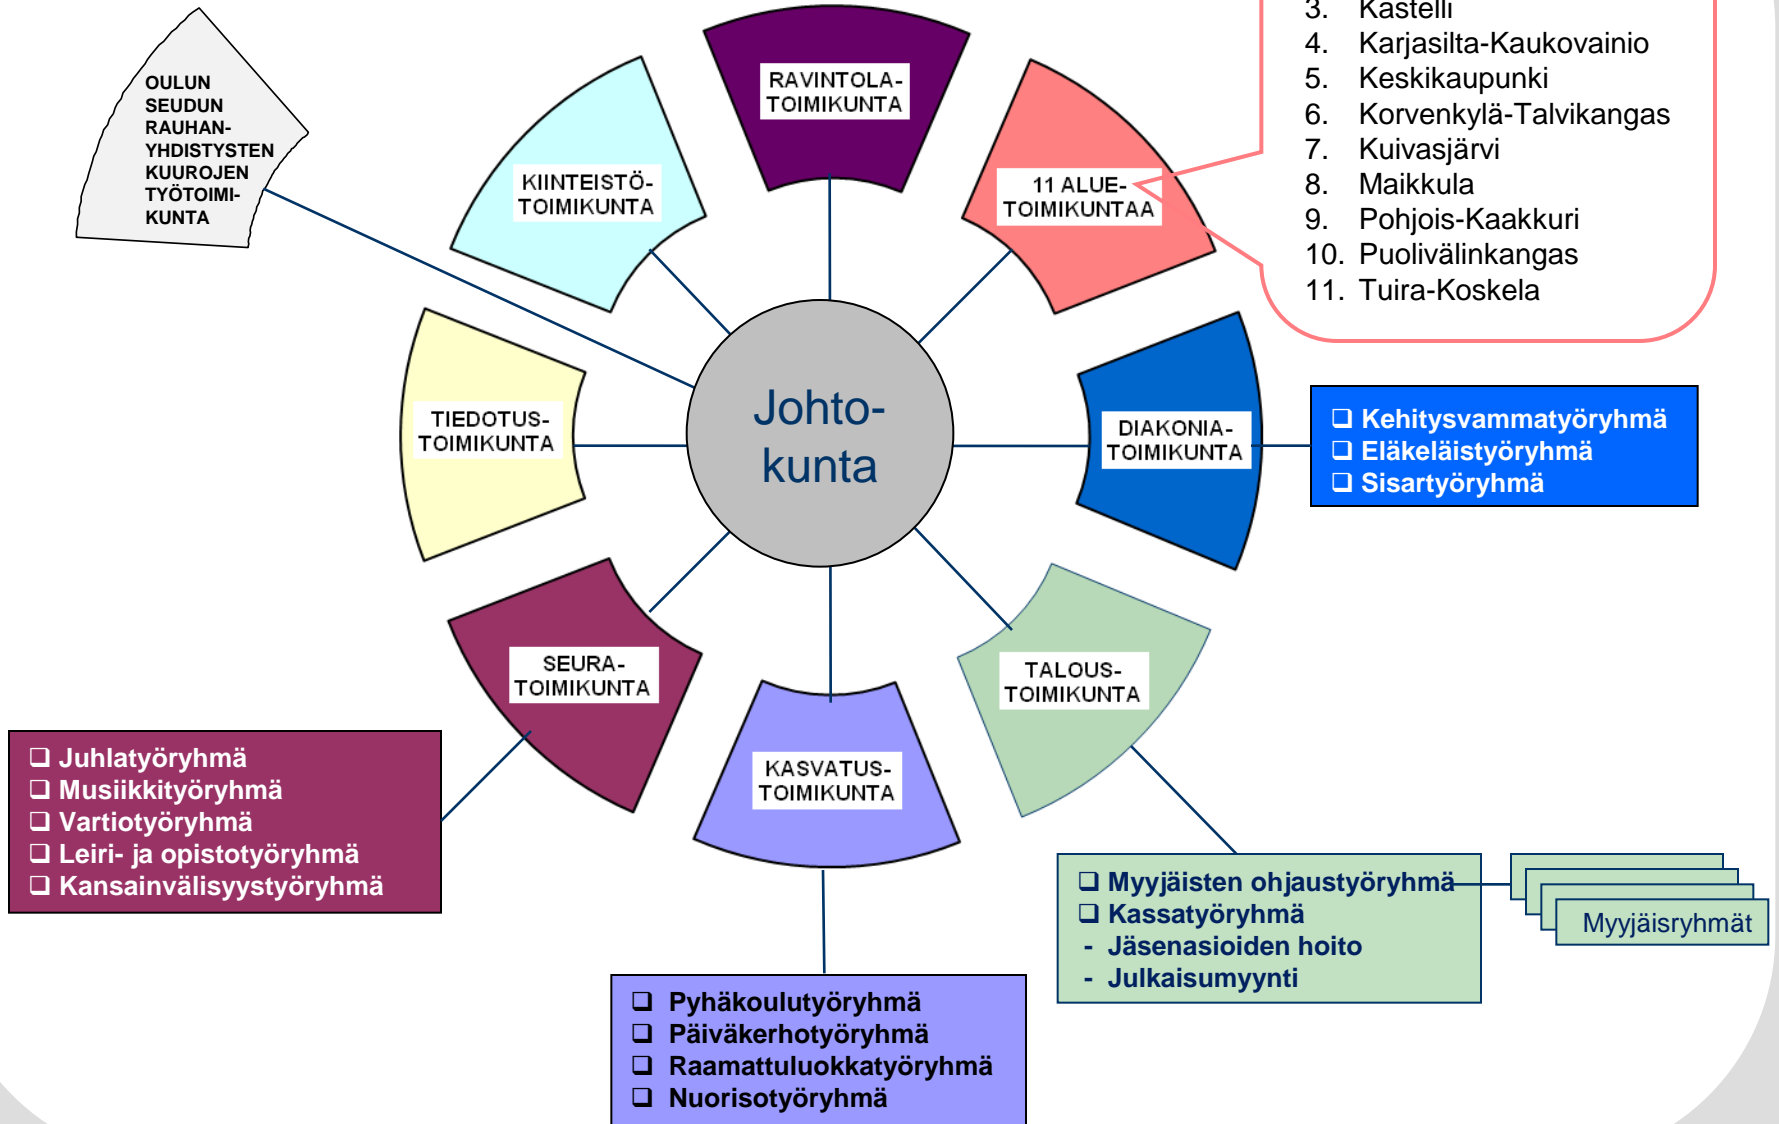 OULUN
SEUDUN
RAUHAN-
YHDISTYSTEN
KUUROJEN
TYÖTOIMI-
KUNTA
KIINTEISTÖ-
TOIMIKUNTA
RAVINTOLA-
TOIMIKUNTA
11 ALUE-
TOIMIKUNTAA
3. Kastelli
4. Karjasilta-Kaukovainio
5. Keskikaupunki
6. Korvenkylä-Talvikangas
7. Kuivasjärvi
8. Maikkula
9. Pohjois-Kaakkuri
10. Puolivälinkangas
11. Tuira-Koskela
TIEDOTUS-
TOIMIKUNTA
Johto-
kunta
DIAKONIA-
TOIMIKUNTA
❑ Kehitysvammatyöryhmä
❑ Eläkeläistyöryhmä
❑ Sisartyöryhmä
SEURA-
TOIMIKUNTA
TALOUS-
TOIMIKUNTA
KASVATUS-
TOIMIKUNTA
❑ Juhlatyöryhmä
❑ Musiikkityöryhmä
❑ Vartiotyöryhmä
❑ Leiri- ja opistotyöryhmä
❑ Kansainvälisyystyöryhmä
❑ Myyjäisten ohjaustyöryhmä
❑ Kassatyöryhmä
- Jäsenasioiden hoito
- Julkaisumyynti
Myyjäisryhmät
❑ Pyhäkoulutyöryhmä
❑ Päiväkerhotyöryhmä
❑ Raamattuluokkatyöryhmä
❑ Nuorisotyöryhmä